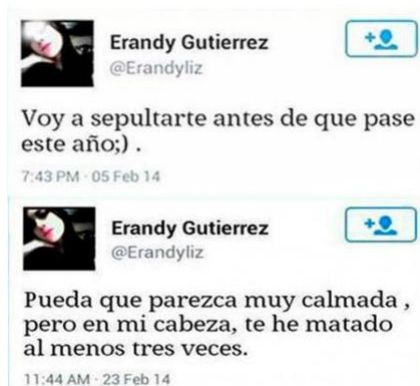 Erandy Gutierrez
@Erandyliz
Voy a sepultarte antes de que pase
este año;) .
7:43 PM · 05 Feb 14
Erandy Gutierrez
@Erandyliz
Pueda que parezca muy calmada ,
pero en mi cabeza, te he matado
al menos tres veces.
11:44 AM · 23 Feb 14